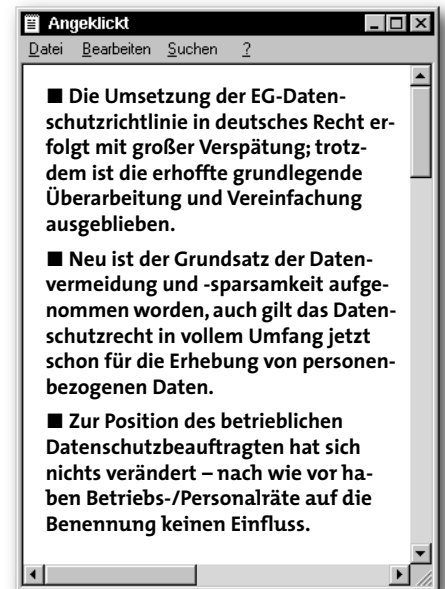 Angeklickt
Datei Bearbeiten Suchen ?
■ Die Umsetzung der EG-Daten-
schutzrichtlinie in deutsches Recht er-
folgt mit großer Verspätung; trotz-
dem ist die erhoffte grundlegende
Überarbeitung und Vereinfachung
ausgeblieben.
■ Neu ist der Grundsatz der Daten-
vermeidung und -sparsamkeit aufge-
nommen worden, auch gilt das Daten-
schutzrecht in vollem Umfang jetzt
schon für die Erhebung von personen-
bezogenen Daten.
■ Zur Position des betrieblichen
Datenschutzbeauftragten hat sich
nichts verändert – nach wie vor ha-
ben Betriebs-/Personalräte auf die
Benennung keinen Einfluss.